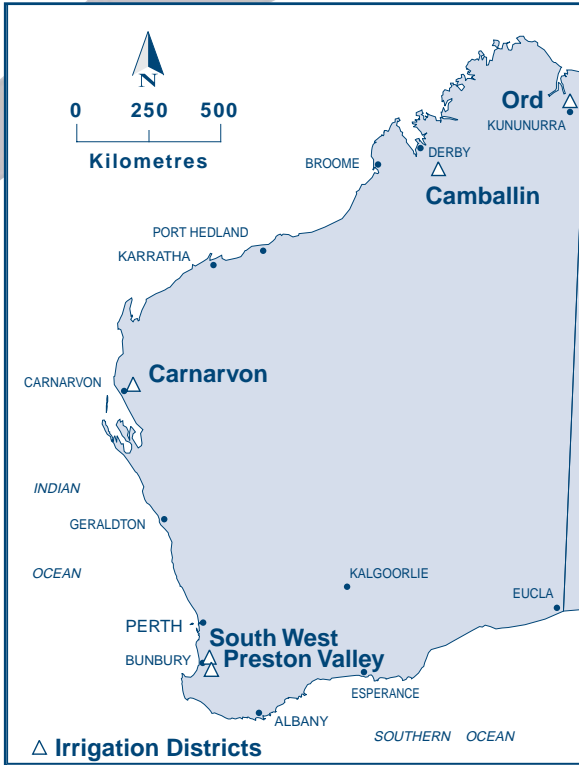 N
0 250 500
Kilometres
Ord
KUNUNURRA
BROOME
DERBY
Camballin
PORT HEDLAND
KARRATHA
CARNARVON
Carnarvon
INDIAN
GERALDTON
OCEAN
KALGOORLIE
EUCLA
PERTH
South West
BUNBURY
Preston Valley
ESPERANCE
ALBANY
SOUTHERN OCEAN
Irrigation Districts